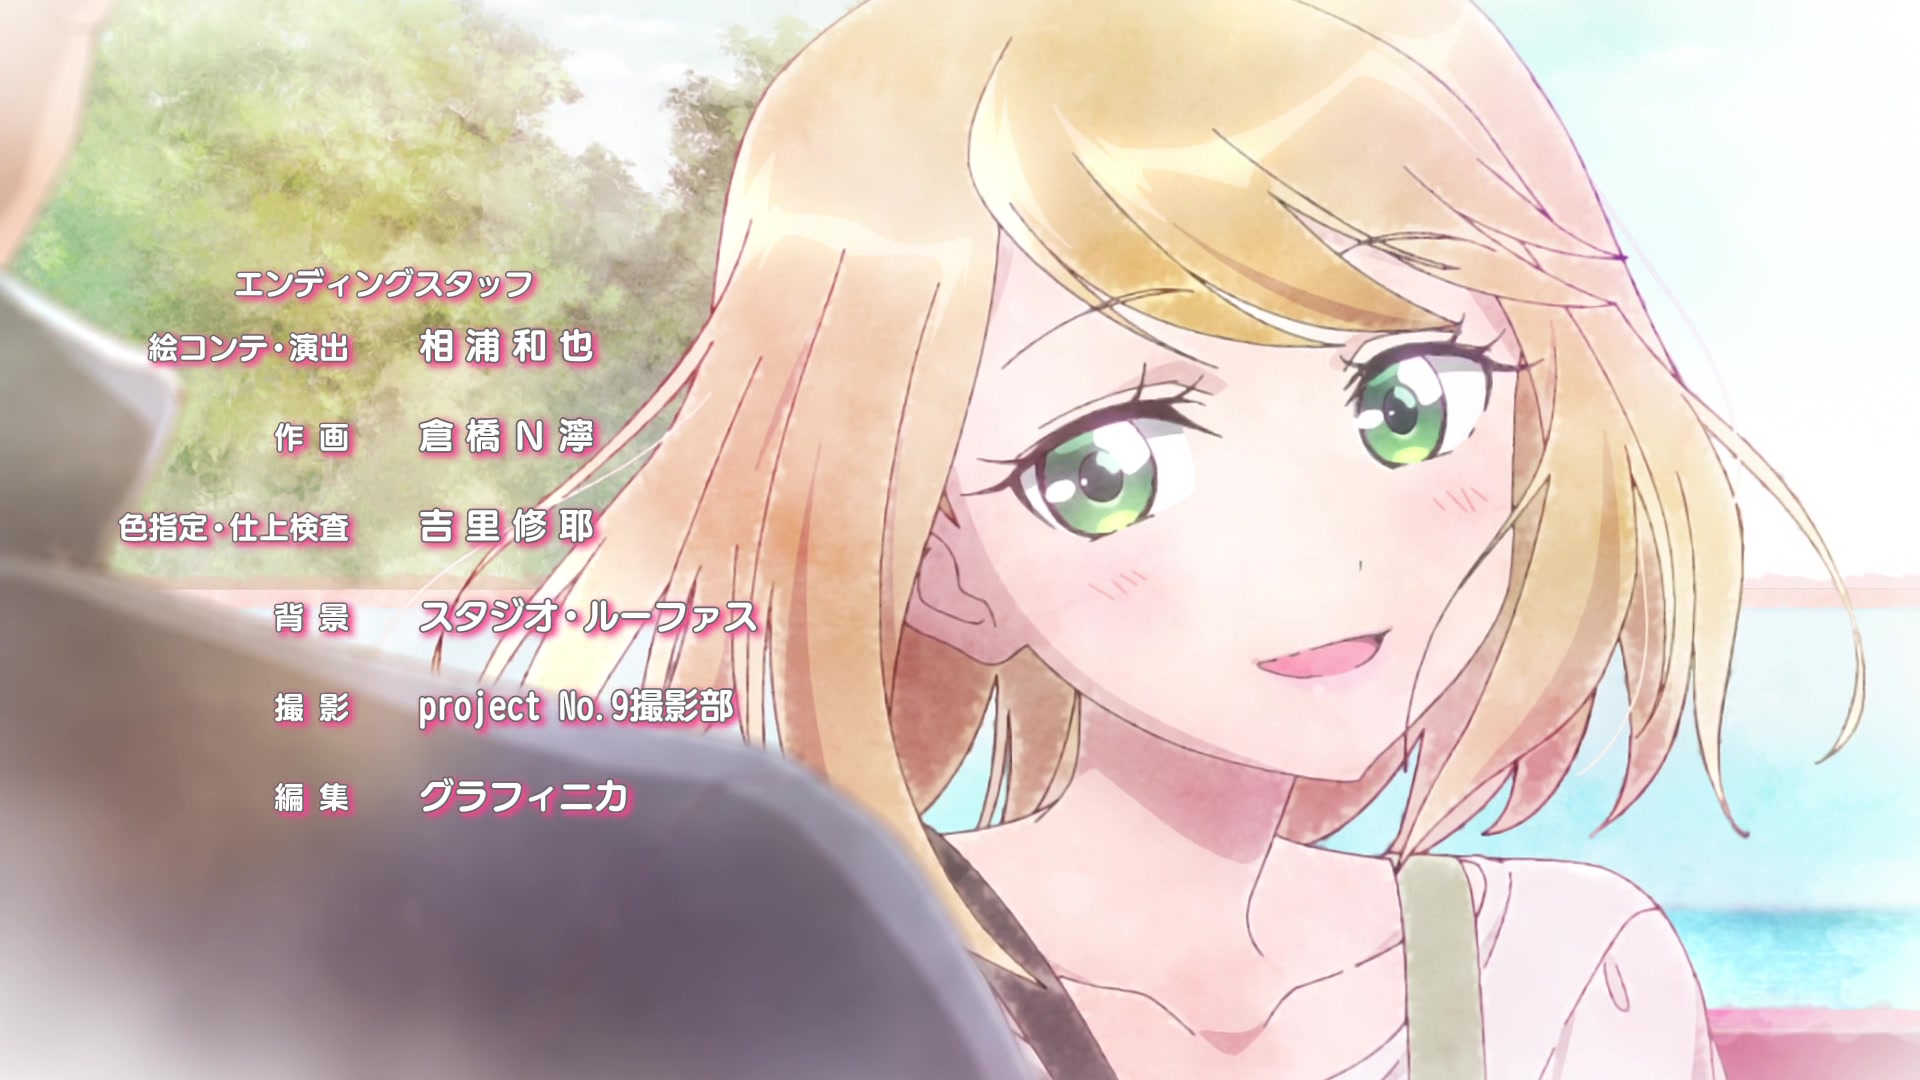 エンディングスタッフ
絵コンテ・演出 相浦和也
作画 倉橋N濘
色指定・仕上検査 吉里修耶
背景 スタジオ・ルーファス
撮影 project No.9撮影部
編集 グラフィニカ